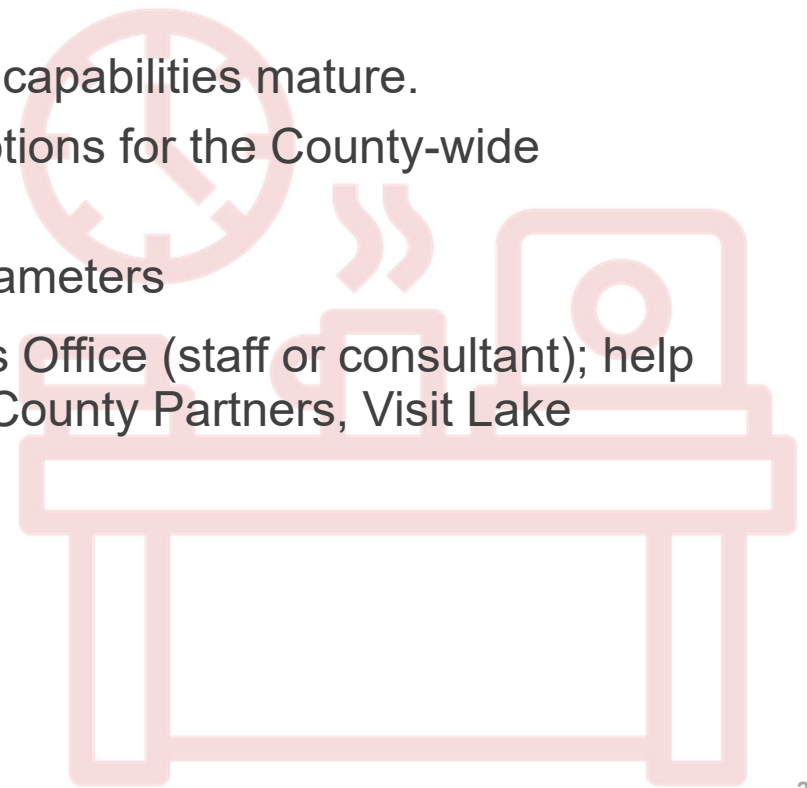 capabilities mature.
tions for the County-wide
ameters
s Office (staff or consultant); help
County Partners, Visit Lake